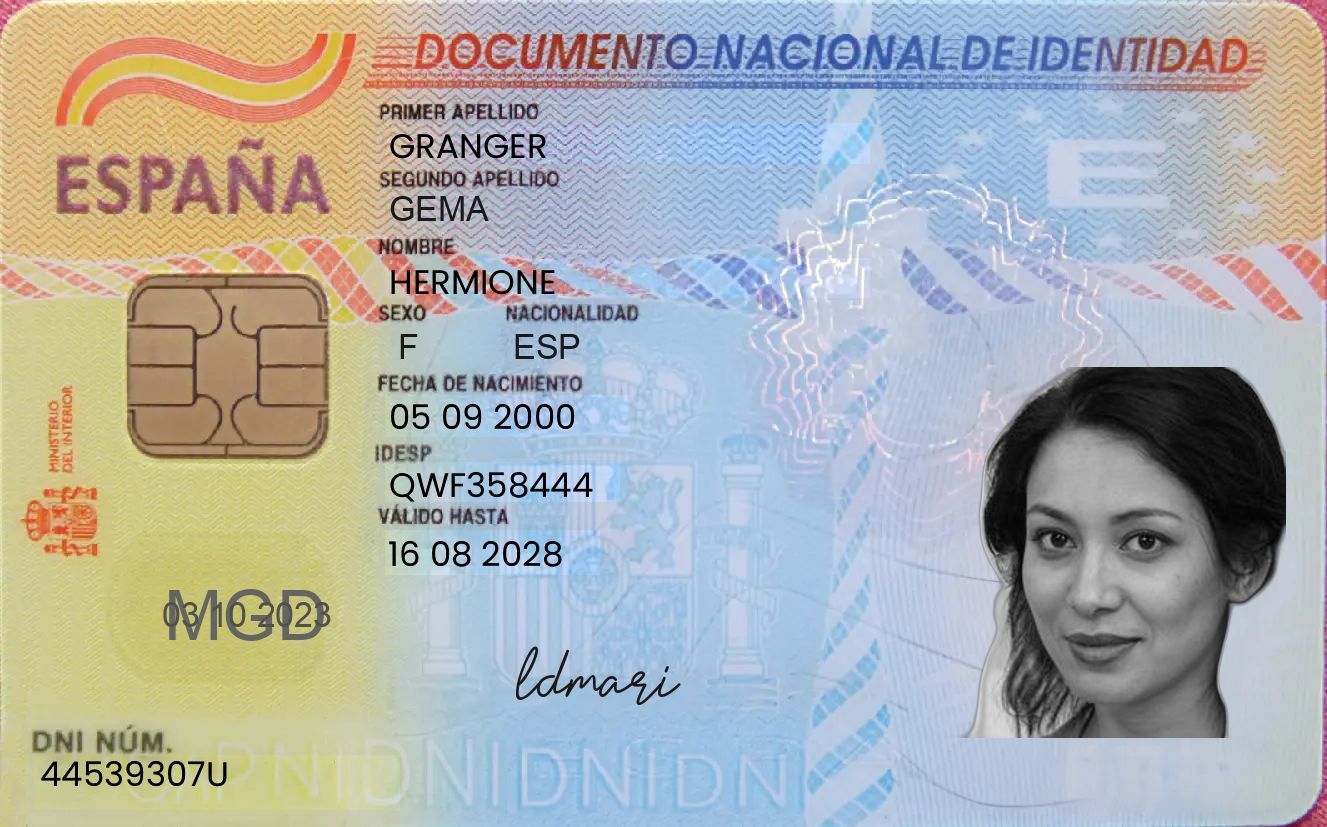 DOCUMENTO NACIONAL DE IDENTIDAD
ESPAÑA
PRIMER APELLIDO
GRANGER
SEGUNDO APELLIDO
GEMA
NOMBRE
HERMIONE
SEXO NACIONALIDAD
F ESP
FECHA DE NACIMIENTO
05 09 2000
IDESP
QWF358444
VÁLIDO HASTA
16 08 2028
MINISTERIO
DEL INTERIOR
E
03 10 2023
MGD
ldmari
DNI NÚM.
44539307U
DNIDNIDNIDN